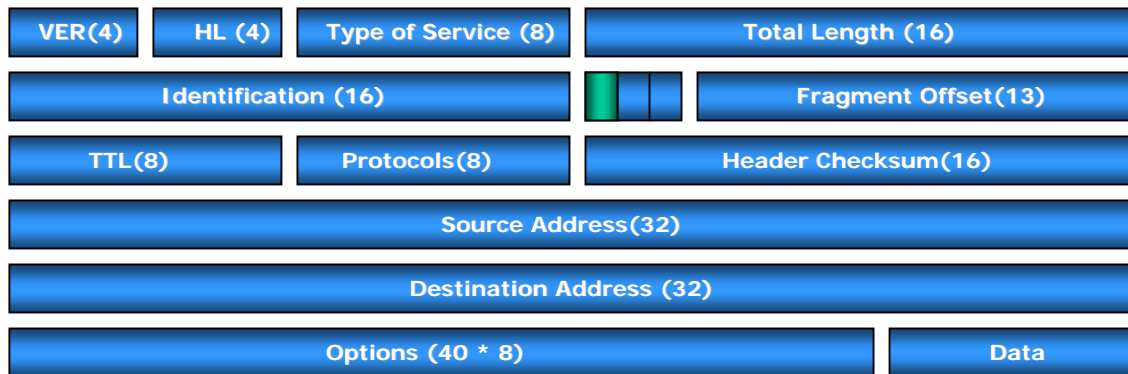 VER(4) HL (4) Type of Service (8) Total Length (16)
Identification (16) Fragment Offset(13)
TTL(8) Protocols(8) Header Checksum(16)
Source Address(32)
Destination Address (32)
Options (40 * 8) Data